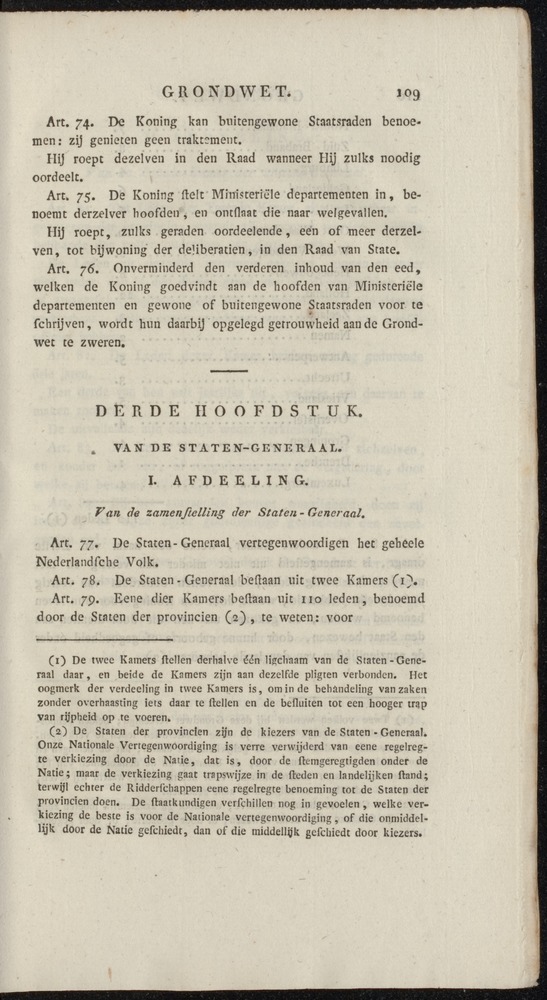 GRONDWET. 109
Art. 74. De Koning kan buitengewone Staatsraden benoe-
men: zij genieten geen traktement.
Hij roept dezelven in den Raad wanneer Hij zulks noodig
oordeelt.
Art. 75. De Koning ſtelt Ministeriële departementen in, be-
noemt derzelver hoofden, en ontſlaat die naar welgevallen.
Hij roept, zulks geraden oordeelende, een of meer derzel-
ven, tot bijwoning der deliberatien, in den Raad van State.
Art. 76. Onverminderd den verderen inhoud van den eed,
welken de Koning goedvindt aan de hoofden van Ministeriële
departementen en gewone of buitengewone Staatsraden voor te
ſchrijven, wordt hun daarbij opgelegd getrouwheid aan de Grond-
wet te zweren.
DERDE HOOFDSTUK.
VAN DE STATEN-GENERAAL.
I. AFDEELING.
Van de zamenſtelling der Staten-Generaal.
Art. 77. De Staten-Generaal vertegenwoordigen het geheele
Nederlandſche Volk.
Art. 78. De Staten-Generaal beſtaan uit twee Kamers (1).
Art. 79. Eene dier Kamers beſtaan uit 110 leden, benoemd
door de Staten der provincien (2), te weten: voor
(1) De twee Kamers ſtellen derhalve één ligchaam van de Staten-Gene-
raal daar, en beide de Kamers zijn aan dezelfde pligten verbonden. Het
oogmerk der verdeeling in twee Kamers is, om in de behandeling van zaken
zonder overhaasting iets daar te ſtellen en de beſluiten tot een hooger trap
van rijpheid op te voeren.
(2) De Staten der provincien zijn de kiezers van de Staten-Generaal.
Onze Nationale Vertegenwoordiging is verre verwijderd van eene regelreg-
te verkiezing door de Natie, dat is, door de ſtemgeregtigden onder de
Natie; maar de verkiezing gaat trapswijze in de ſteden en landelijken ſtand;
terwijl echter de Ridderſchappen eene regelregte benoeming tot de Staten der
provincien doen. De ſtaatkundigen verſchillen nog in gevoelen, welke ver-
kiezing de beste is voor de Nationale vertegenwoordiging, of die onmiddel-
lijk door de Natie geſchiedt, dan of die middellijk geſchiedt door kiezers.